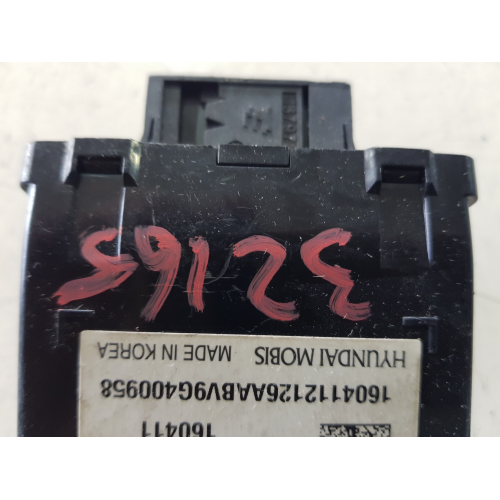 160411
1604112126AABV9G400958
HYUNDAI MOBIS MADE IN KOREA
32165